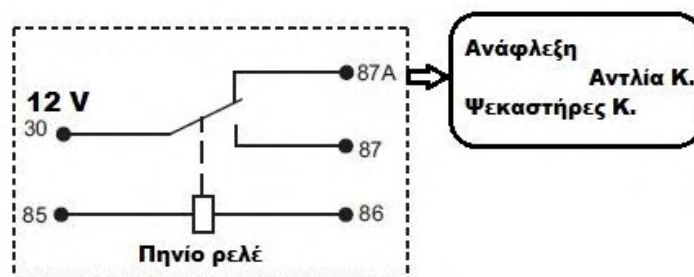 87A
12 V
30
87
85
86
Πηνίο ρελέ
Ανάφλεξη
Αντλία Κ.
Ψεκαστήρες Κ.